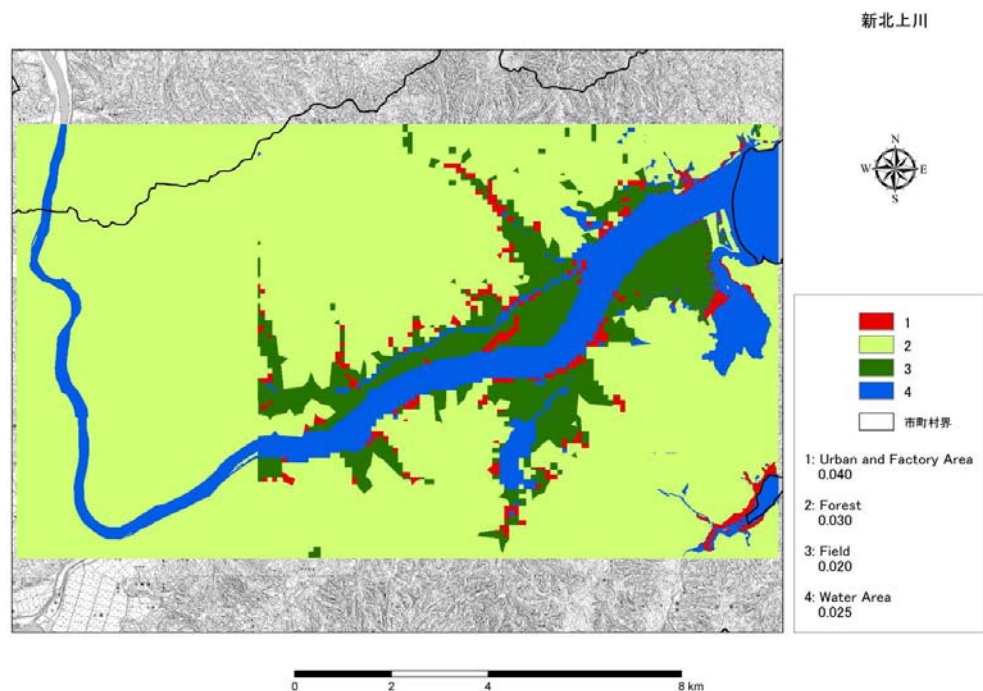 新北上川
N
W E
S
1
2
3
4
市町村界
1: Urban and Factory Area
0.040
2: Forest
0.030
3: Field
0.020
4: Water Area
0.025
0 2 4 8 km